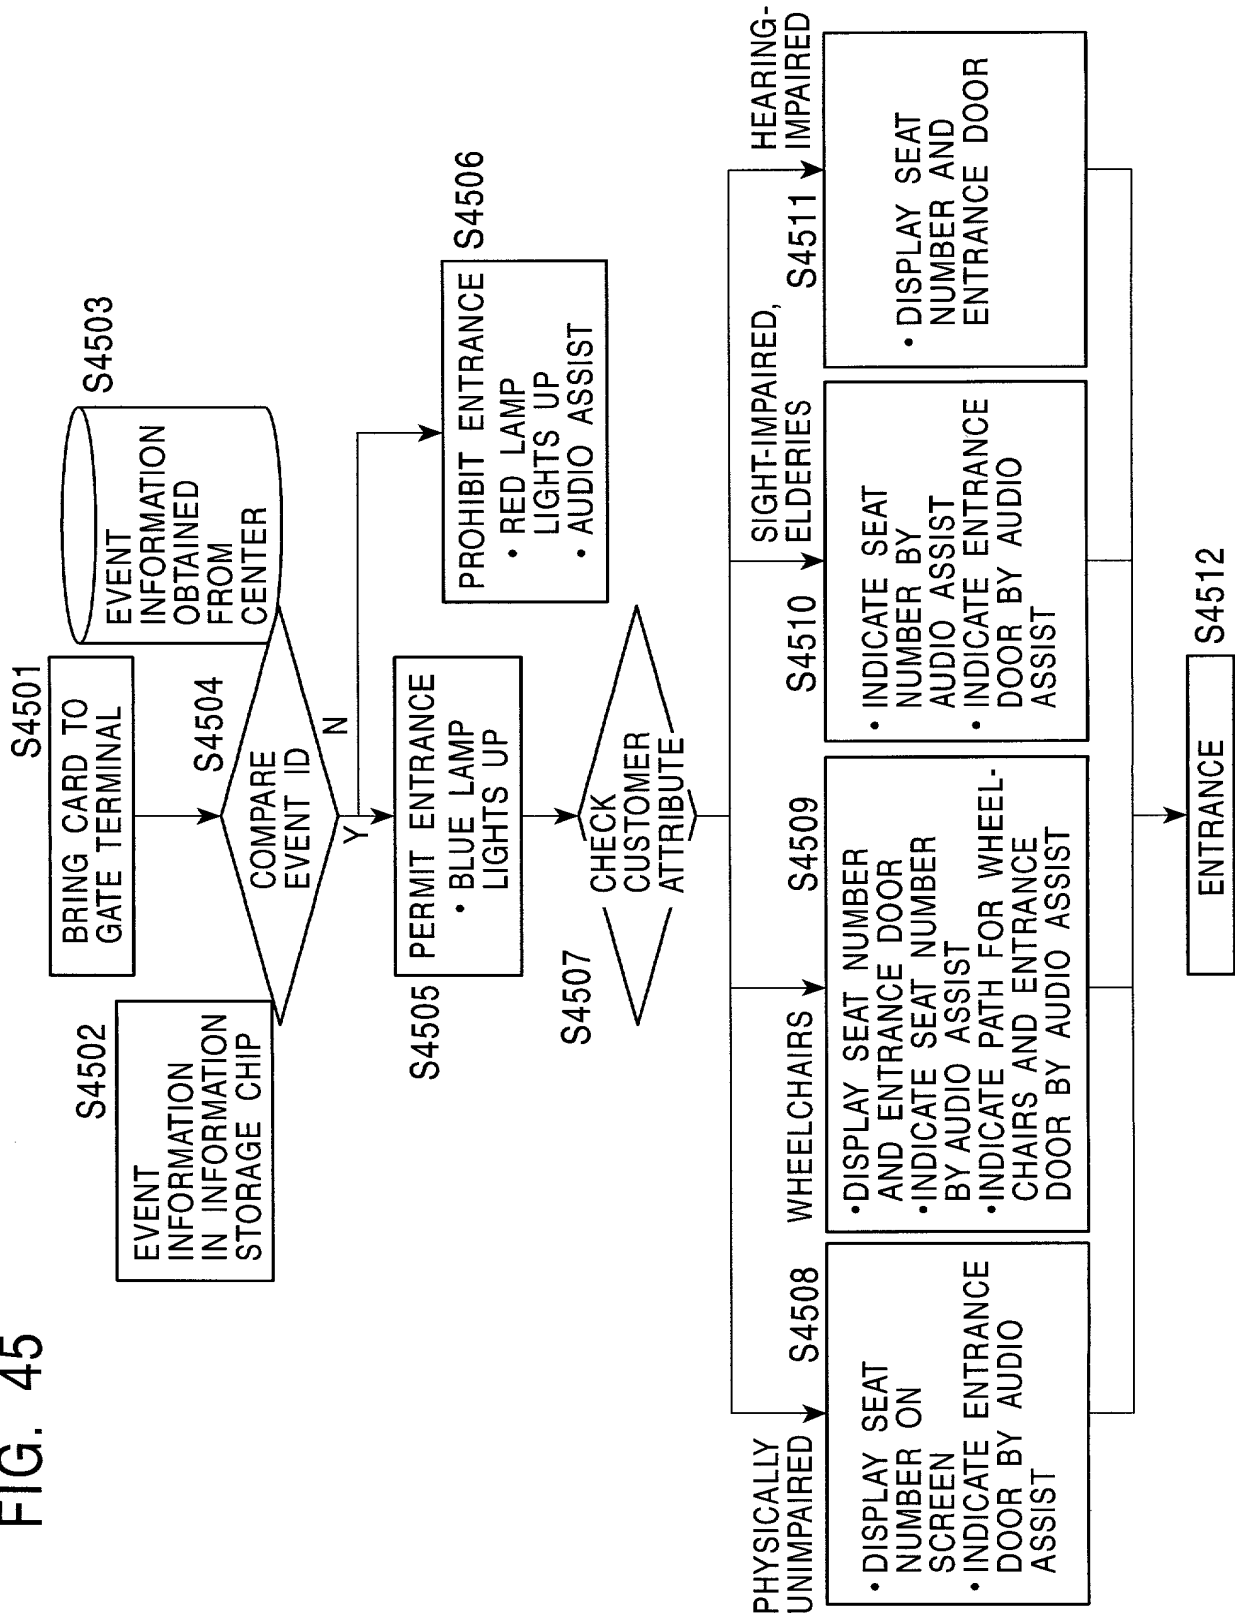 FIG. 45
S4501
BRING CARD TO
GATE TERMINAL
S4502
EVENT
INFORMATION
IN INFORMATION
STORAGE CHIP
S4503
EVENT
INFORMATION
OBTAINED
FROM
CENTER
S4504
COMPARE
EVENT ID
Y
N
S4505
PERMIT ENTRANCE
• BLUE LAMP
LIGHTS UP
S4506
PROHIBIT ENTRANCE
• RED LAMP
LIGHTS UP
• AUDIO ASSIST
S4507
CHECK
CUSTOMER
ATTRIBUTE
PHYSICALLY
UNIMPAIRED
S4508
• DISPLAY SEAT
NUMBER ON
SCREEN
• INDICATE ENTRANCE
DOOR BY AUDIO
ASSIST
WHEELCHAIRS
S4509
• DISPLAY SEAT NUMBER
AND ENTRANCE DOOR
• INDICATE SEAT NUMBER
BY AUDIO ASSIST
• INDICATE PATH FOR WHEEL-
CHAIRS AND ENTRANCE
DOOR BY AUDIO ASSIST
SIGHT-IMPAIRED,
ELDERIES
S4510
• INDICATE SEAT
NUMBER BY
AUDIO ASSIST
• INDICATE ENTRANCE
DOOR BY AUDIO
ASSIST
HEARING-
IMPAIRED
S4511
• DISPLAY SEAT
NUMBER AND
ENTRANCE DOOR
ENTRANCE
S4512